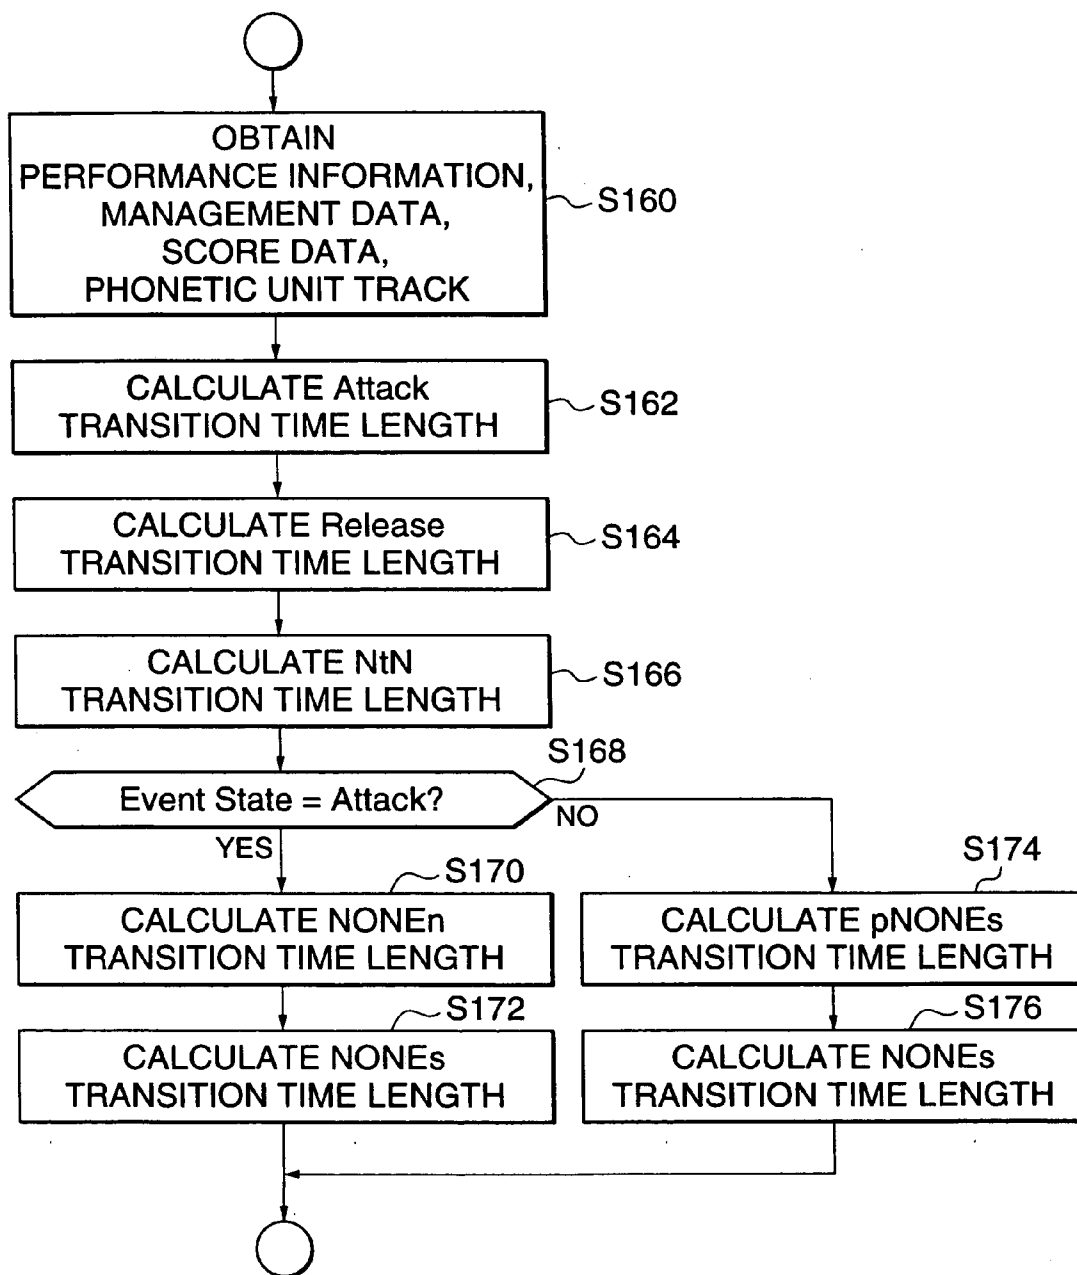 OBTAIN
PERFORMANCE INFORMATION,
MANAGEMENT DATA,
SCORE DATA,
PHONETIC UNIT TRACK
S160
CALCULATE Attack
TRANSITION TIME LENGTH
S162
CALCULATE Release
TRANSITION TIME LENGTH
S164
CALCULATE NtN
TRANSITION TIME LENGTH
S166
S168
Event State = Attack?
NO
YES
S170
CALCULATE NONEn
TRANSITION TIME LENGTH
S172
CALCULATE NONEs
TRANSITION TIME LENGTH
S174
CALCULATE pNONEs
TRANSITION TIME LENGTH
S176
CALCULATE NONEs
TRANSITION TIME LENGTH